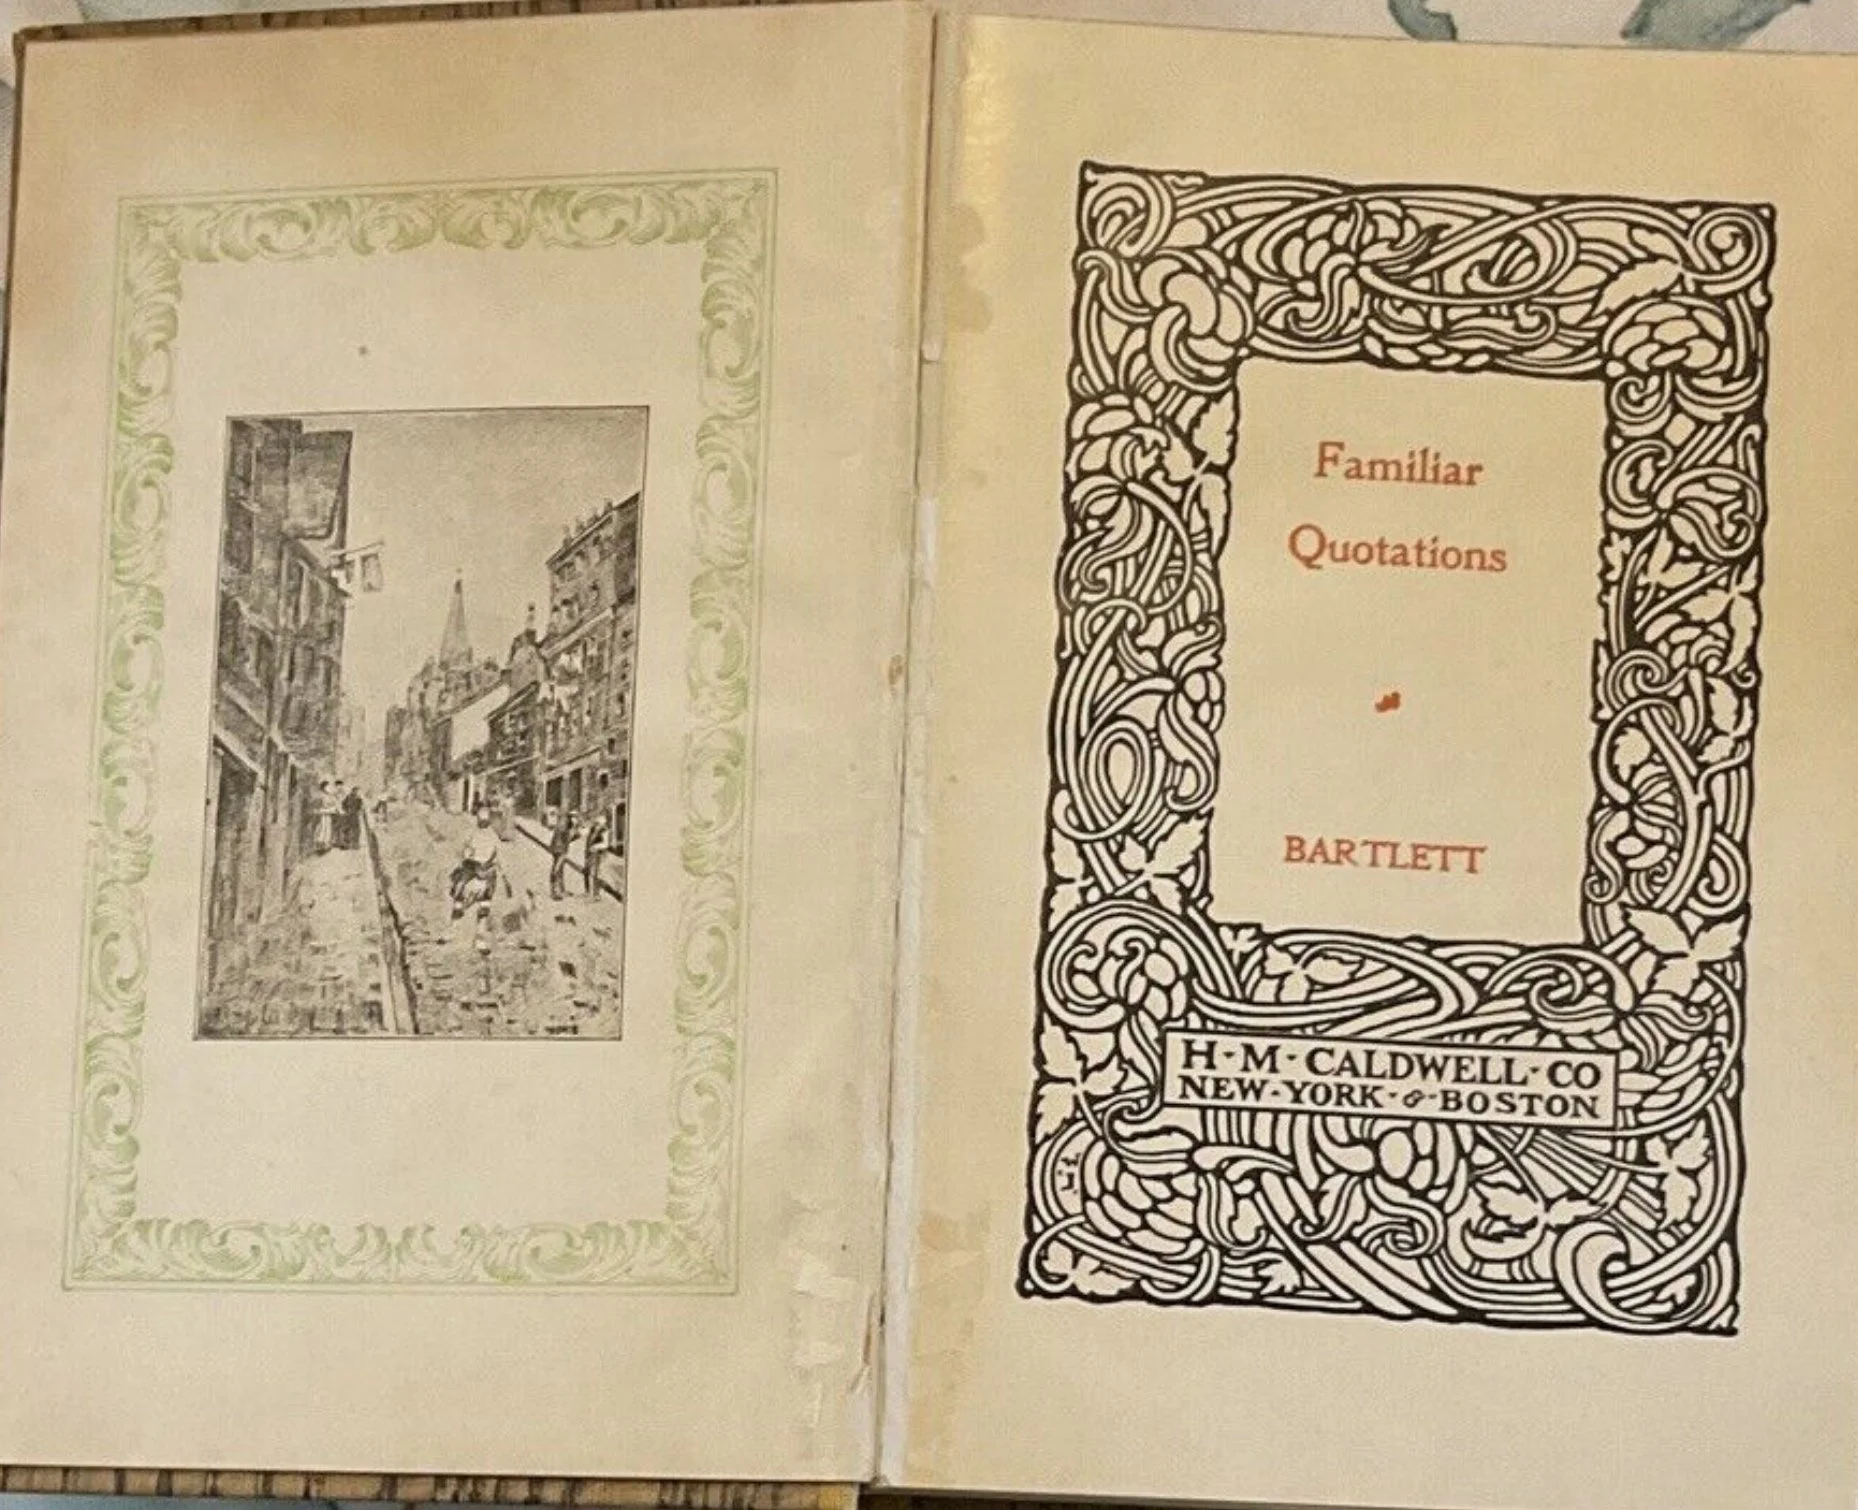 Familiar
Quotations
BARTLETT
H·M·CALDWELL·CO
NEW·YORK·&·BOSTON